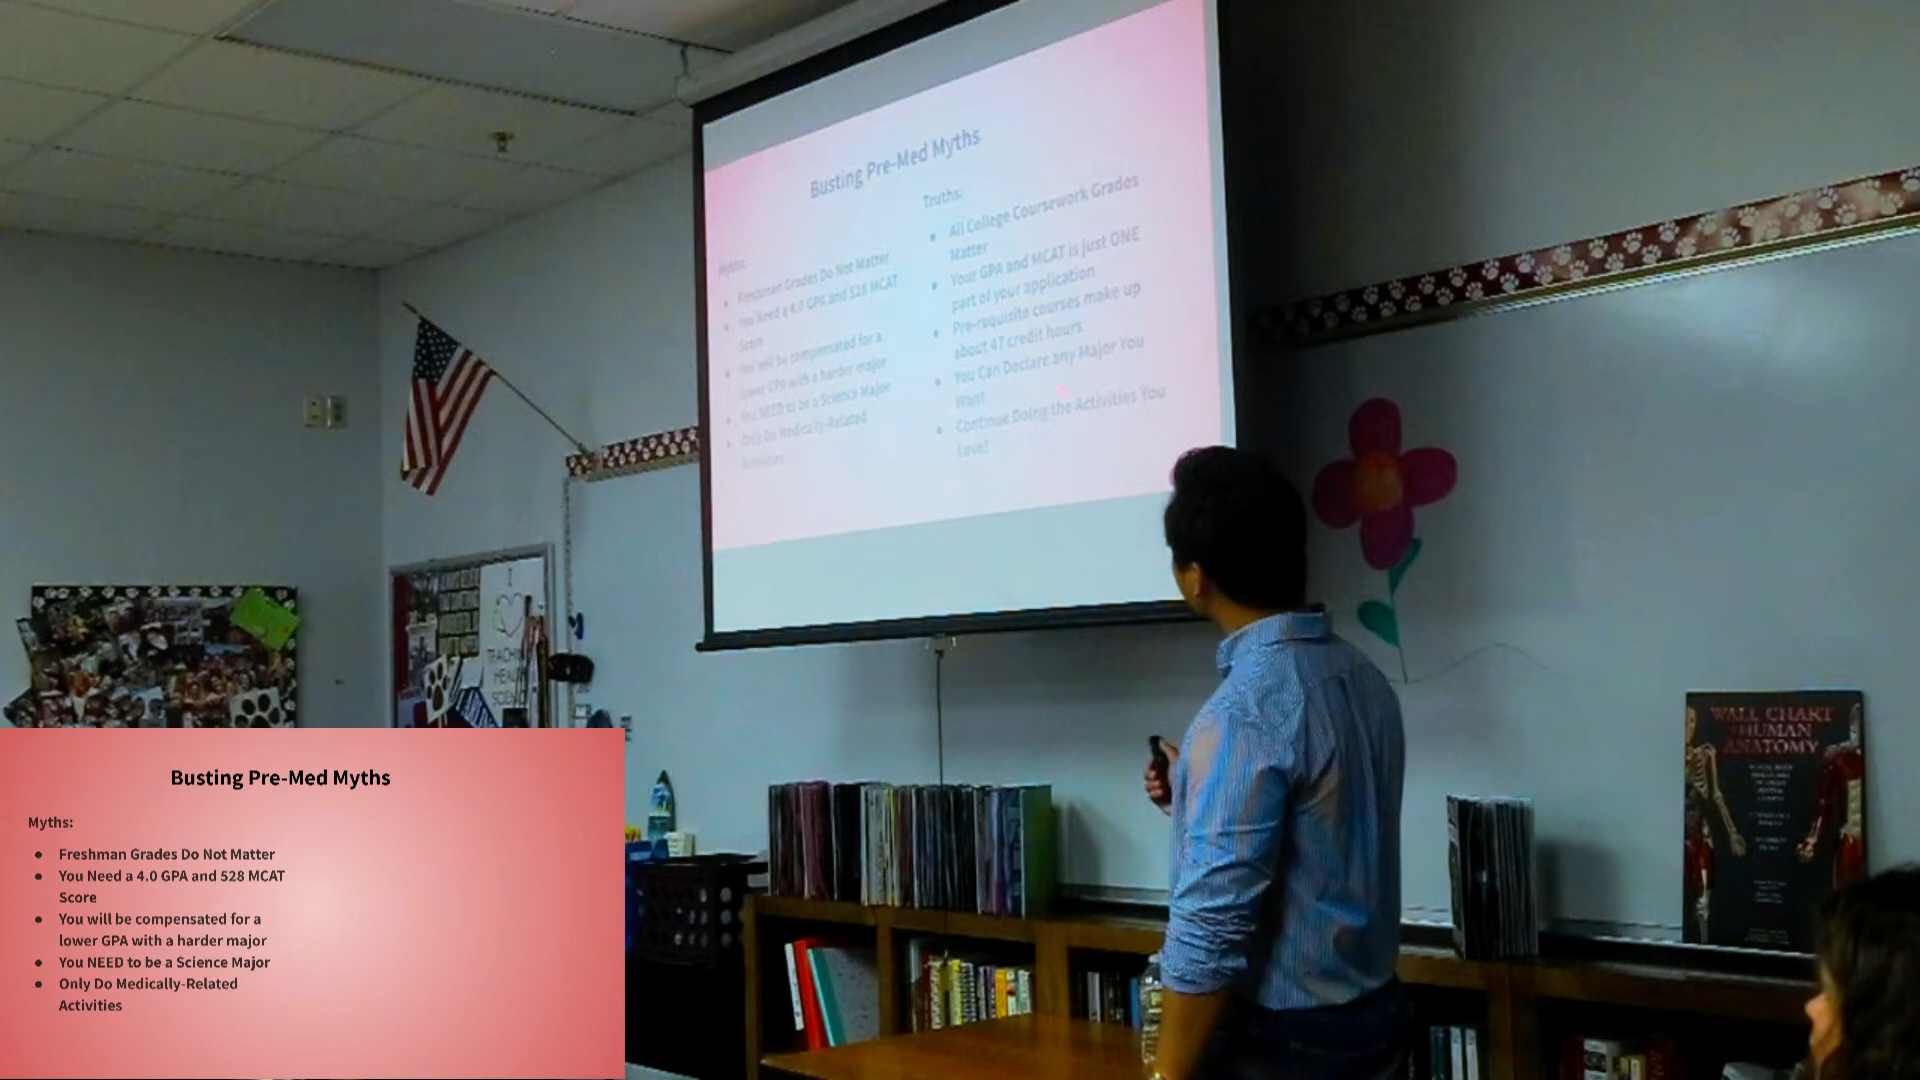 Busting Pre-Med Myths
Myths:
Freshman Grades Do Not Matter
You Need a 4.0 GPA and 528 MCAT
Score
You will be compensated for a
lower GPA with a harder major
You NEED to be a Science Major
Only Do Medically-Related
Activities
Truths:
All College Coursework Grades
Matter
Your GPA and MCAT is just ONE
part of your application
Pre-requisite courses make up
about 47 credit hours
You Can Declare any Major You
Want
Continue Doing the Activities You
Love!
I
TEACHING
HEALTH
SCIENCE
WALL CHART
HUMAN
ANATOMY
Busting Pre-Med Myths
Myths:
Freshman Grades Do Not Matter
You Need a 4.0 GPA and 528 MCAT
Score
You will be compensated for a
lower GPA with a harder major
You NEED to be a Science Major
Only Do Medically-Related
Activities